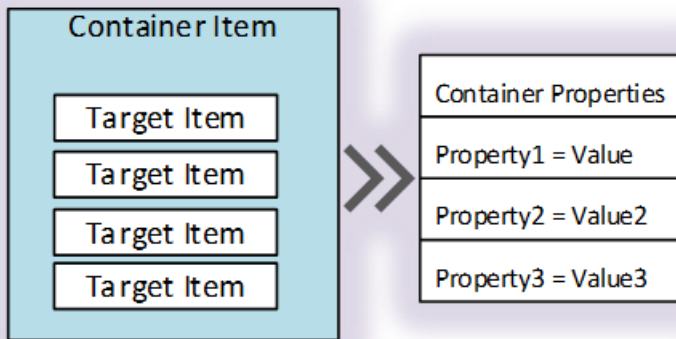 Container Item
Target Item
Target Item
Target Item
Target Item
Container Properties
Property1 = Value
Property2 = Value2
Property3 = Value3